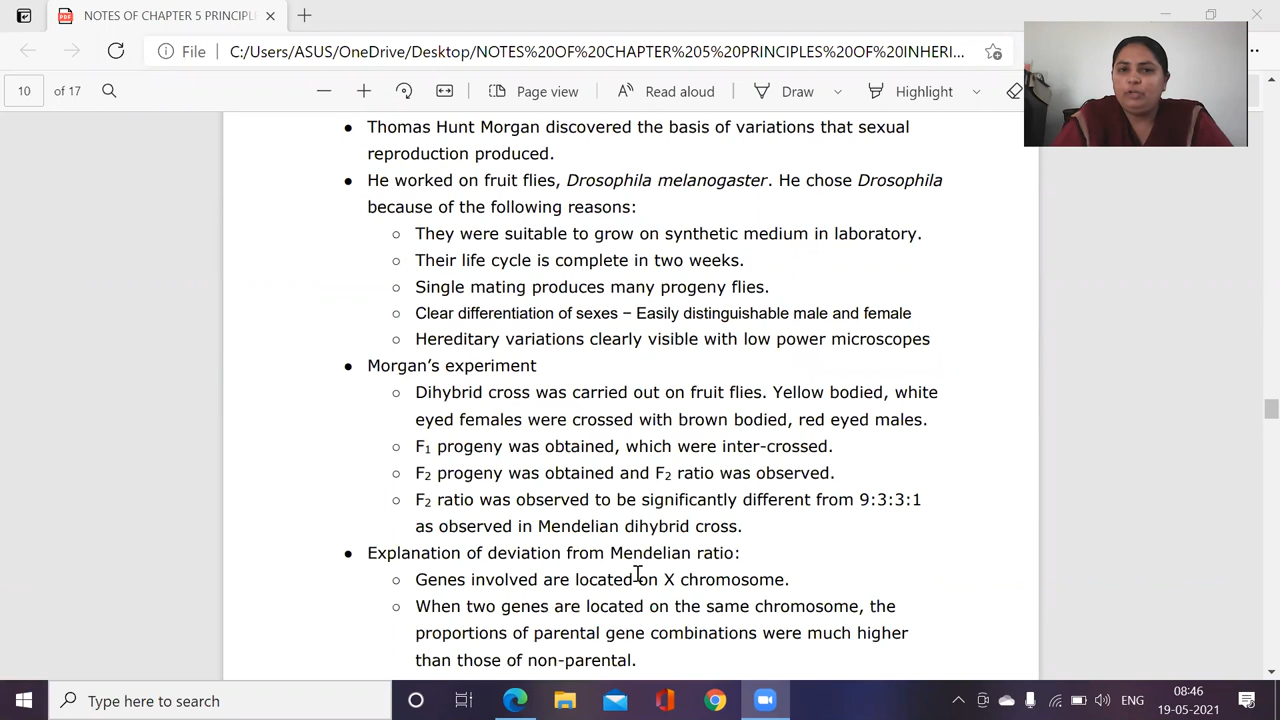 NOTES OF CHAPTER 5 PRINCIPL
File
C:/Users/ASUS/OneDrive/Desktop/NOTES%20OF%20CHAPTER%205%20PRINCIPLES%20OF%20INHERI...
10 of 17
Page view
Read aloud
Draw
Highlight
• Thomas Hunt Morgan discovered the basis of variations that sexual
reproduction produced.
• He worked on fruit flies, Drosophila melanogaster. He chose Drosophila
because of the following reasons:
○ They were suitable to grow on synthetic medium in laboratory.
○ Their life cycle is complete in two weeks.
○ Single mating produces many progeny flies.
○ Clear differentiation of sexes − Easily distinguishable male and female
○ Hereditary variations clearly visible with low power microscopes
• Morgan's experiment
○ Dihybrid cross was carried out on fruit flies. Yellow bodied, white
eyed females were crossed with brown bodied, red eyed males.
○ F₁ progeny was obtained, which were inter-crossed.
○ F₂ progeny was obtained and F₂ ratio was observed.
○ F₂ ratio was observed to be significantly different from 9:3:3:1
as observed in Mendelian dihybrid cross.
• Explanation of deviation from Mendelian ratio:
○ Genes involved are located on X chromosome.
○ When two genes are located on the same chromosome, the
proportions of parental gene combinations were much higher
than those of non-parental.
Type here to search
ENG
08:46
19-05-2021